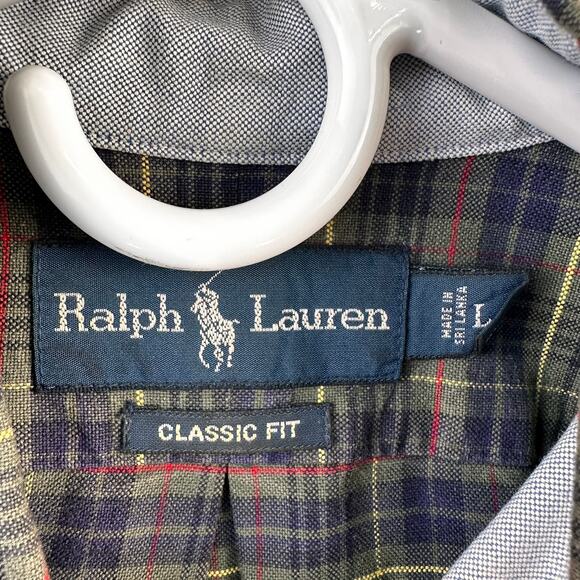 Ralph Lauren
MADE IN
SRI LANKA
L
CLASSIC FIT